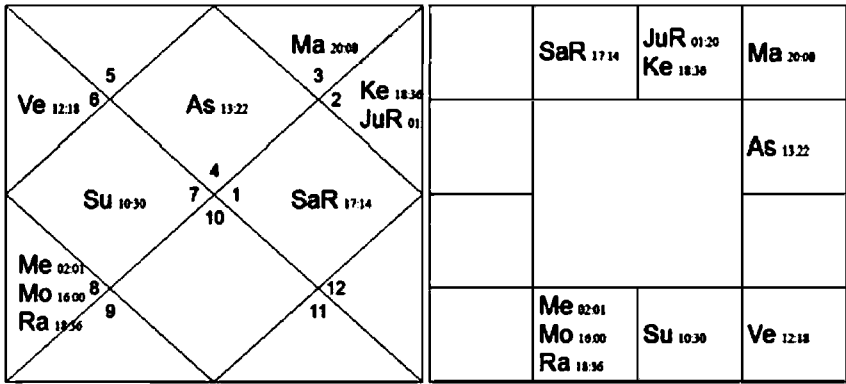 Ma 20:08
5
3
Ve 12:18
6
As 13:22
2
Ke 18:36
JuR 01:
4
Su 10:30
7
1
SaR 17:14
10
Me 02:01
Mo 16:00
Ra 18:36
8
12
9
11
SaR 17:14
JuR 01:20
Ke 18:36
Ma 20:08
As 13:22
Me 02:01
Mo 16:00
Ra 18:36
Su 10:30
Ve 12:18